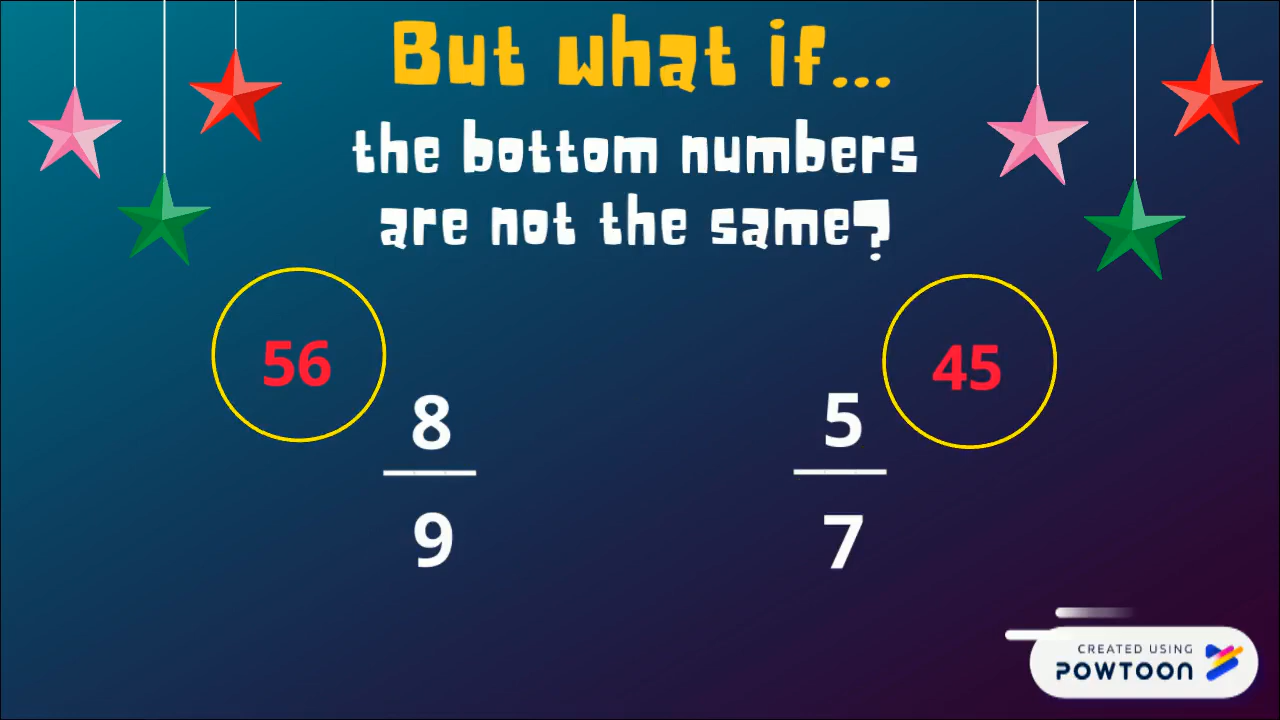 But what if...
the bottom numbers
are not the same?
56
45
8
5
9
7
CREATED USING
POWTOON